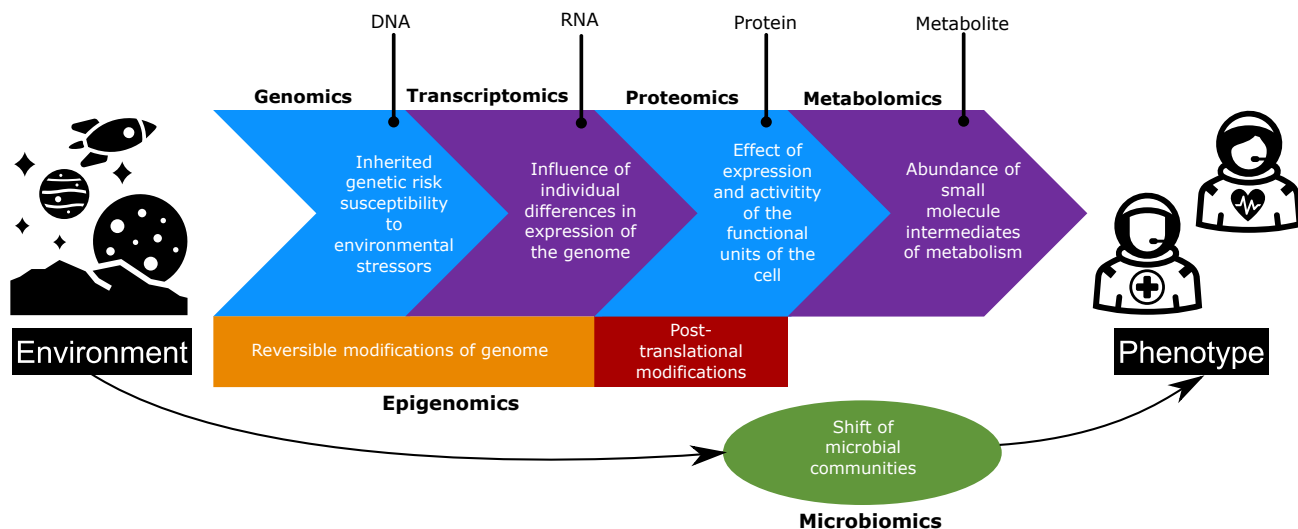 DNA
RNA
Protein
Metabolite
Genomics
Transcriptomics
Proteomics
Metabolomics
Inherited
genetic risk
susceptibility
to
environmental
stressors
Influence of
individual
differences in
expression of
the genome
Effect of
expression
and activitity
of the
functional
units of the
cell
Abundance of
small
molecule
intermediates
of metabolism
Environment
Phenotype
Reversible modifications of genome
Post-
translational
modifications
Epigenomics
Shift of
microbial
communities
Microbiomics